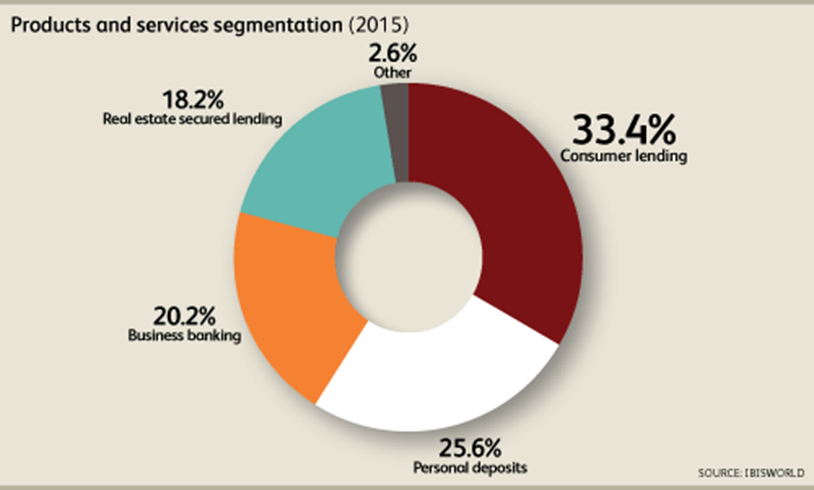 Products and services segmentation (2015)
2.6%
Other
18.2%
Real estate secured lending
33.4%
Consumer lending
20.2%
Business banking
25.6%
Personal deposits
SOURCE: IBISWORLD